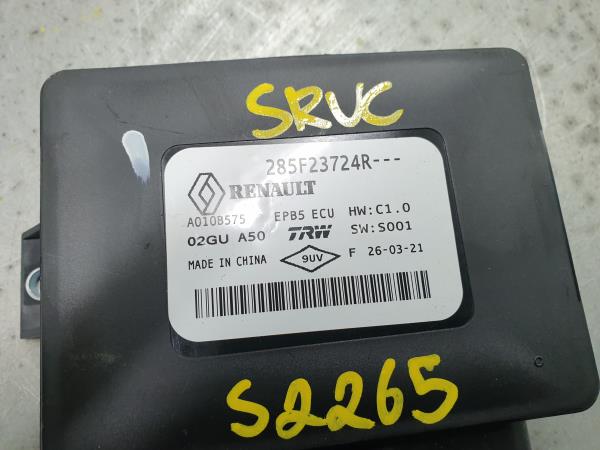 SRVC
285F23724R---
RENAULT
A010B575 EPB5 ECU HW:C1.0
02GU A50 TRW SW:S001
MADE IN CHINA 9UV F 26-03-21
S2265